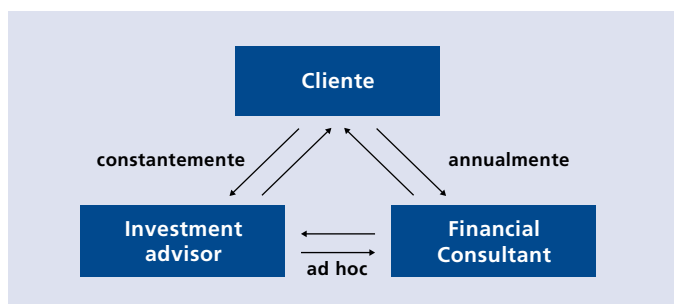 Cliente
constantemente
annualmente
Investment
advisor
Financial
Consultant
ad hoc